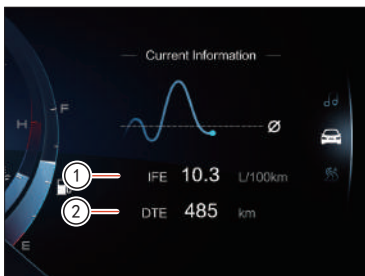 Current Information
F
H
Ø
1 IFE 10.3 L/100km
2 DTE 485 km
E